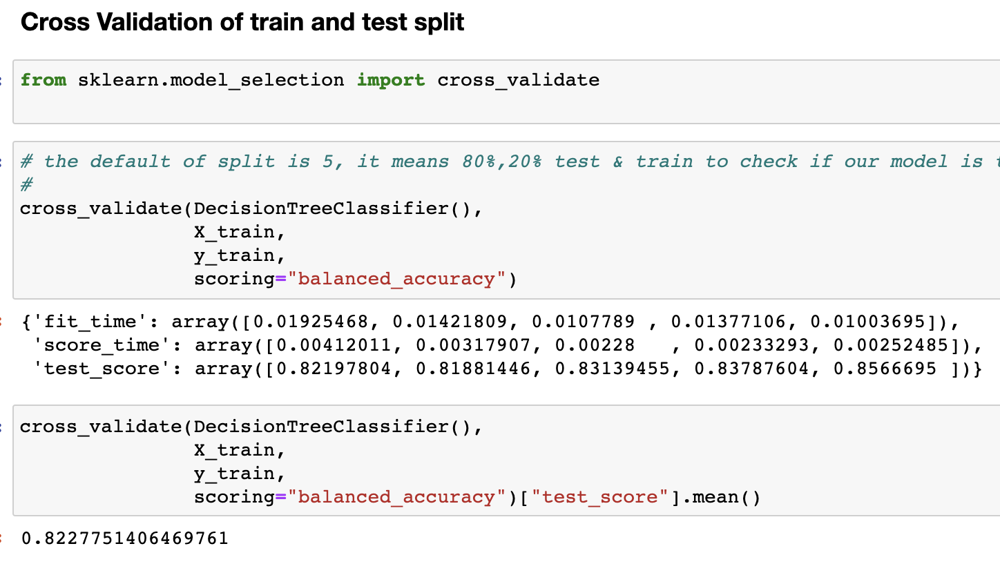 Cross Validation of train and test split
from sklearn.model_selection import cross_validate
# the default of split is 5, it means 80%,20% test & train to check if our model is
#
cross_validate(DecisionTreeClassifier(),
X_train,
y_train,
scoring="balanced_accuracy")
{'fit_time': array([0.01925468, 0.01421809, 0.0107789 , 0.01377106, 0.01003695]),
'score_time': array([0.00412011, 0.00317907, 0.00228   , 0.00233293, 0.00252485]),
'test_score': array([0.82197804, 0.81881446, 0.83139455, 0.83787604, 0.8566695 ])}
cross_validate(DecisionTreeClassifier(),
X_train,
y_train,
scoring="balanced_accuracy")["test_score"].mean()
0.8227751406469761